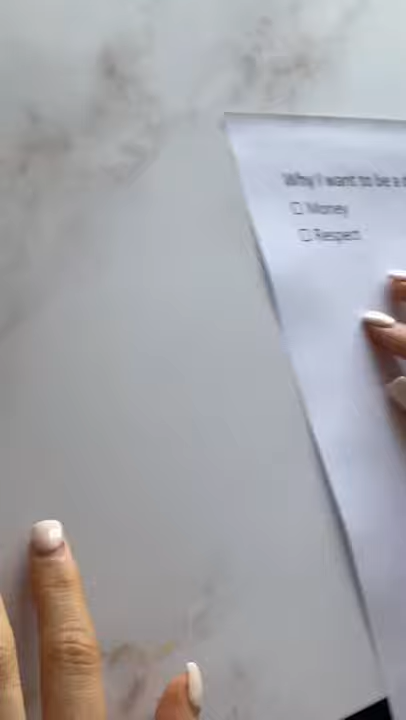 Why I want to be a
☐ Money
☐ Respect